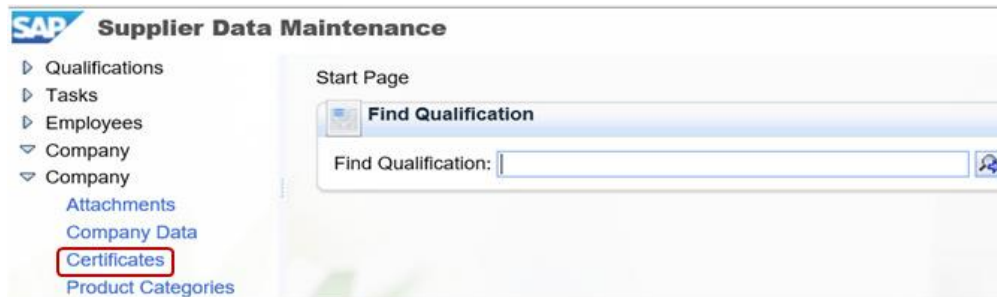 SAP Supplier Data Maintenance
Qualifications
Tasks
Employees
Company
Company
Attachments
Company Data
Certificates
Product Categories
Start Page
Find Qualification
Find Qualification: